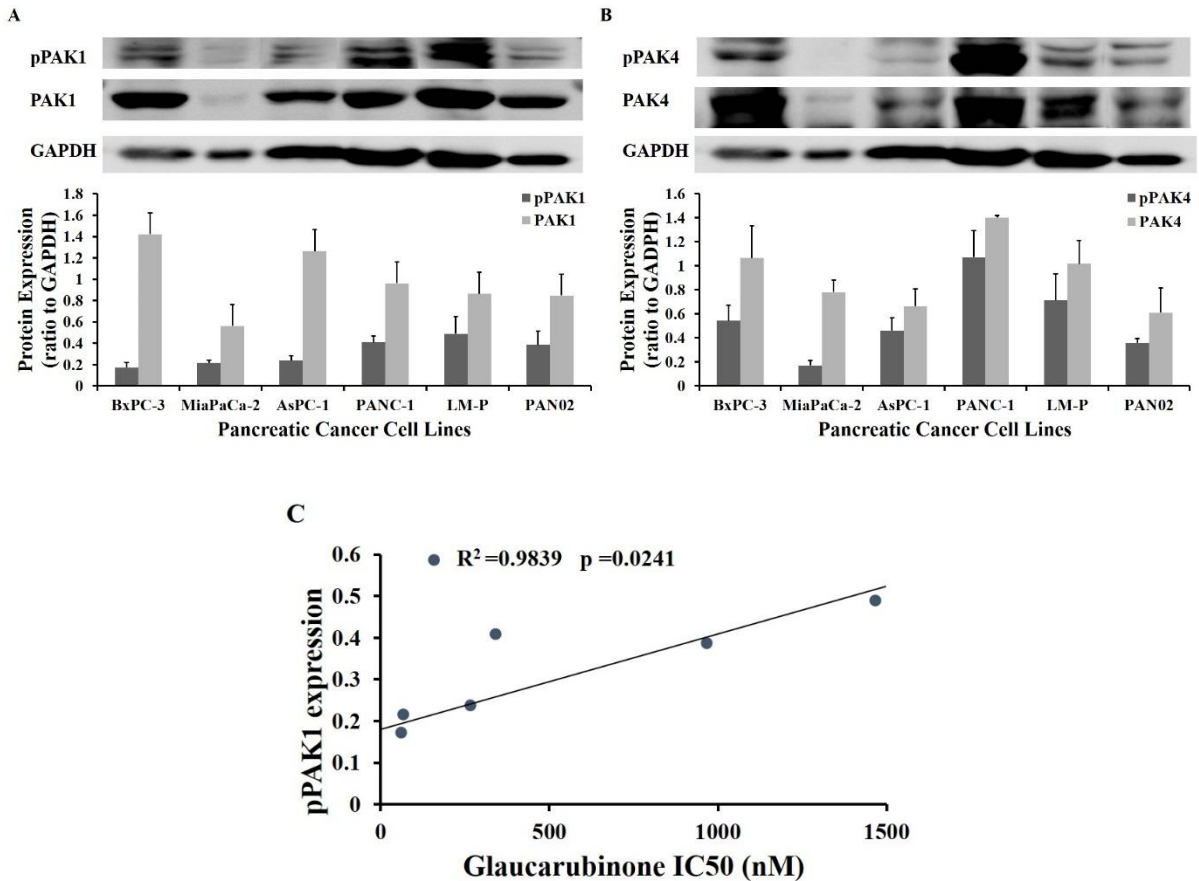 A
pPAK1
PAK1
GAPDH
Protein Expression
(ratio to GAPDH)
1.8
1.6
1.4
1.2
1
0.8
0.6
0.4
0.2
0
pPAK1
PAK1
BxPC-3 MiaPaCa-2 AsPC-1 PANC-1 LM-P PAN02
Pancreatic Cancer Cell Lines
B
pPAK4
PAK4
GAPDH
Protein Expression
(ratio to GADPH)
1.6
1.4
1.2
1
0.8
0.6
0.4
0.2
0
pPAK4
PAK4
BxPC-3 MiaPaCa-2 AsPC-1 PANC-1 LM-P PAN02
Pancreatic Cancer Cell Lines
C
R² =0.9839 p =0.0241
pPAK1 expression
0.6
0.5
0.4
0.3
0.2
0.1
0
0 500 1000 1500
Glaucarubinone IC50 (nM)